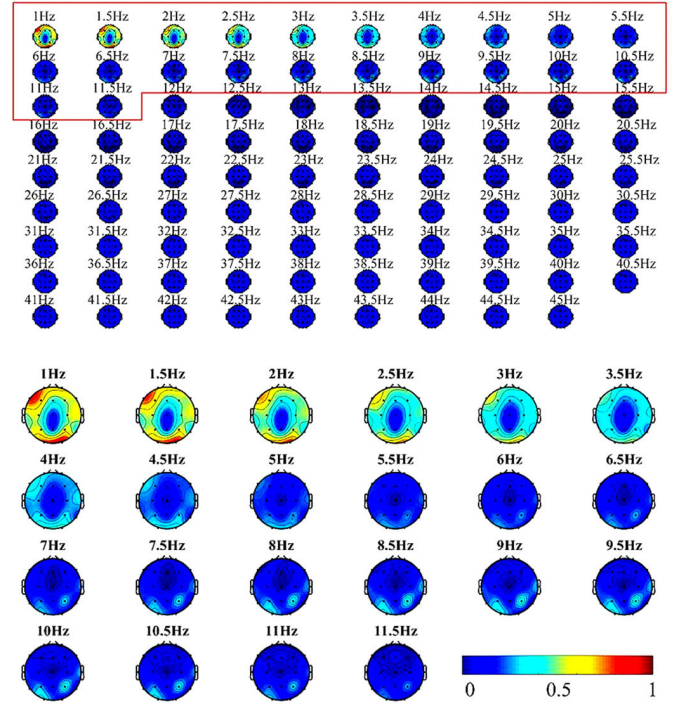 1Hz 1.5Hz 2Hz 2.5Hz 3Hz 3.5Hz 4Hz 4.5Hz 5Hz 5.5Hz
6Hz 6.5Hz 7Hz 7.5Hz 8Hz 8.5Hz 9Hz 9.5Hz 10Hz 10.5Hz
11Hz 11.5Hz 12Hz 12.5Hz 13Hz 13.5Hz 14Hz 14.5Hz 15Hz 15.5Hz
16Hz 16.5Hz 17Hz 17.5Hz 18Hz 18.5Hz 19Hz 19.5Hz 20Hz 20.5Hz
21Hz 21.5Hz 22Hz 22.5Hz 23Hz 23.5Hz 24Hz 24.5Hz 25Hz 25.5Hz
26Hz 26.5Hz 27Hz 27.5Hz 28Hz 28.5Hz 29Hz 29.5Hz 30Hz 30.5Hz
31Hz 31.5Hz 32Hz 32.5Hz 33Hz 33.5Hz 34Hz 34.5Hz 35Hz 35.5Hz
36Hz 36.5Hz 37Hz 37.5Hz 38Hz 38.5Hz 39Hz 39.5Hz 40Hz 40.5Hz
41Hz 41.5Hz 42Hz 42.5Hz 43Hz 43.5Hz 44Hz 44.5Hz 45Hz
1Hz 1.5Hz 2Hz 2.5Hz 3Hz 3.5Hz
4Hz 4.5Hz 5Hz 5.5Hz 6Hz 6.5Hz
7Hz 7.5Hz 8Hz 8.5Hz 9Hz 9.5Hz
10Hz 10.5Hz 11Hz 11.5Hz
0 0.5 1